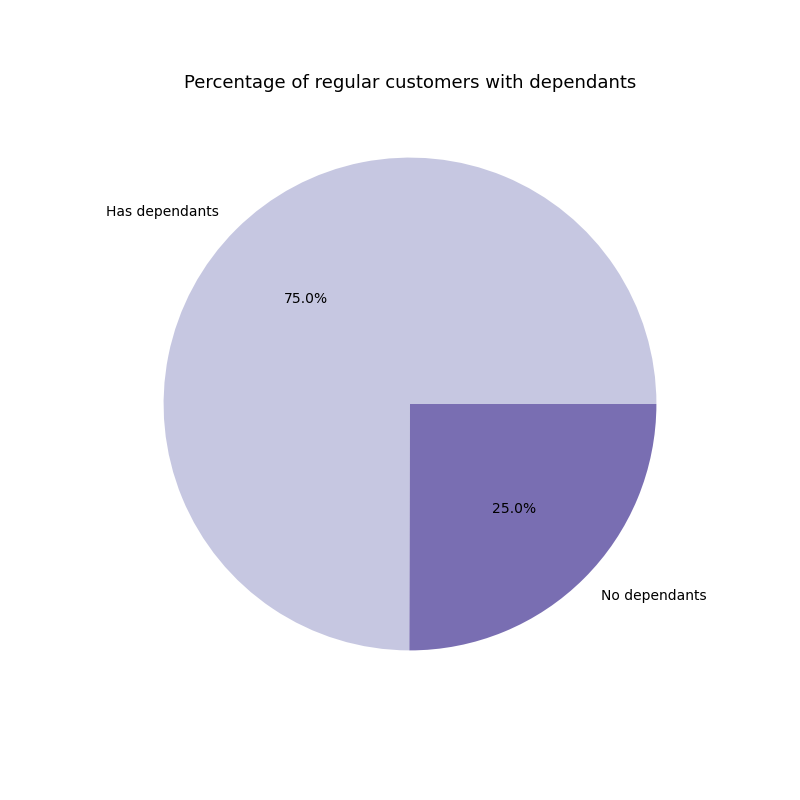 Percentage of regular customers with dependants
Has dependants
75.0%
25.0%
No dependants